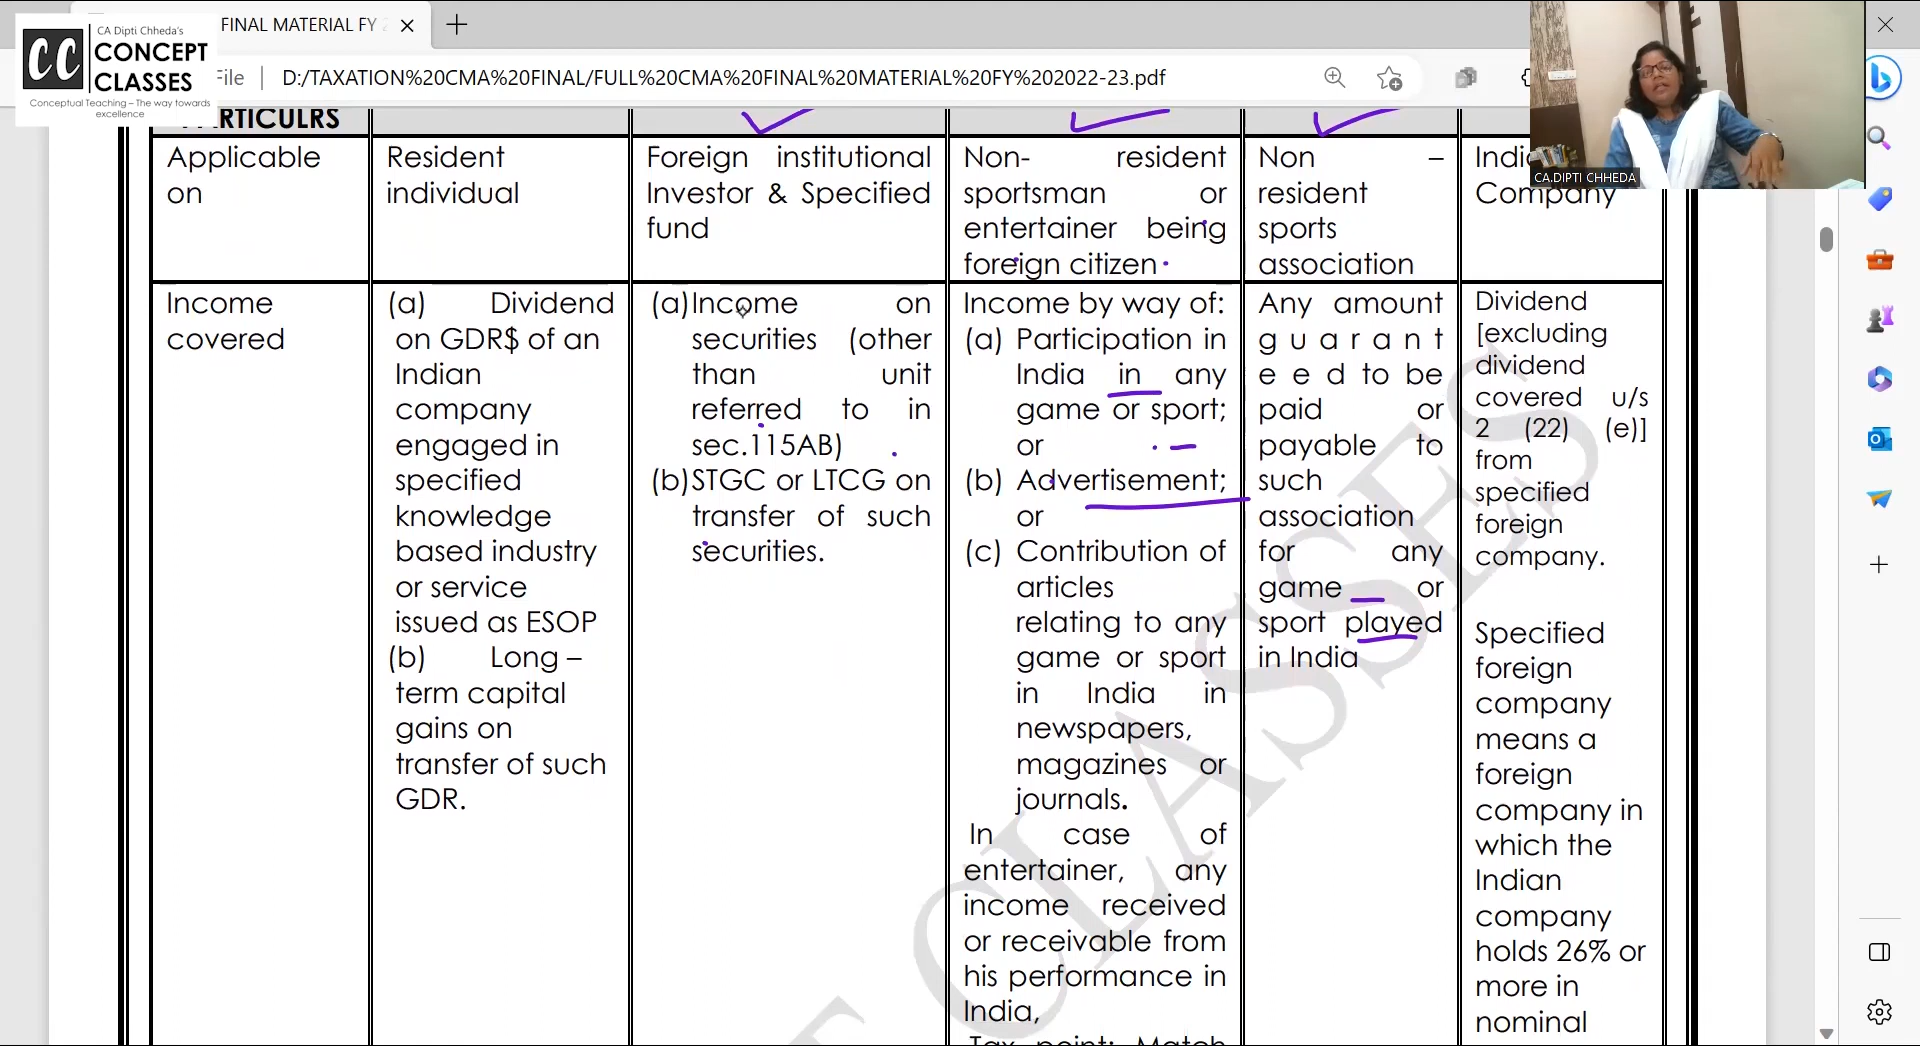 CA Dipti Chheda's
CC CONCEPT
CLASSES
Conceptual Teaching – The way towards
excellence
FINAL MATERIAL FY 2
File
D:/TAXATION%20CMA%20FINAL/FULL%20CMA%20FINAL%20MATERIAL%20FY%202022-23.pdf
CA.DIPTI CHHEDA
Applicable
on
Resident
individual
Foreign institutional
Investor & Specified
fund
Non- resident
sportsman or
entertainer being
foreign citizen
Non –
resident
sports
association
Company
Income
covered
(a) Dividend
on GDR$ of an
Indian
company
engaged in
specified
knowledge
based industry
or service
issued as ESOP
(b) Long –
term capital
gains on
transfer of such
GDR.
(a)Income on
securities (other
than unit
referred to in
sec.115AB)
(b)STGC or LTCG on
transfer of such
securities.
Income by way of:
(a) Participation in
India in any
game or sport;
or
(b) Advertisement;
or
(c) Contribution of
articles
relating to any
game or sport
in India in
newspapers,
magazines or
journals.
In case of
entertainer, any
income received
or receivable from
his performance in
India,
Tax point: Match
Any amount
g u a r a n t
e e d to be
paid or
payable to
such
association
for any
game or
sport played
in India
Dividend
[excluding
dividend
covered u/s
2 (22) (e)]
from
specified
foreign
company.
Specified
foreign
company
means a
foreign
company in
which the
Indian
company
holds 26% or
more in
nominal
CLASSES